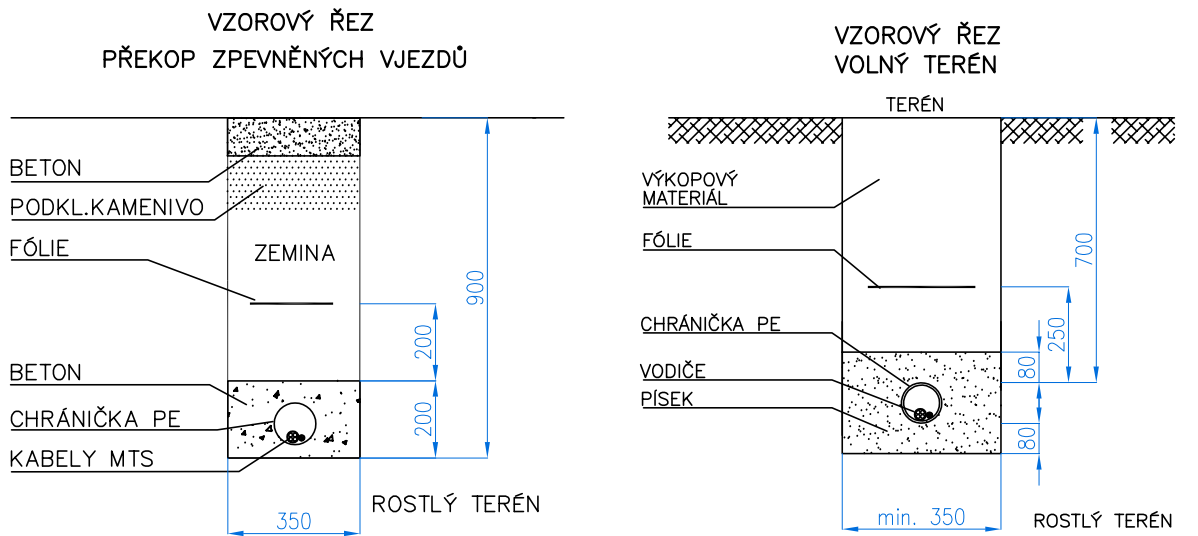 VZOROVÝ ŘEZ
PŘEKOP ZPEVNĚNÝCH VJEZDŮ
BETON
PODKL.KAMENIVO
FÓLIE
ZEMINA
900
200
BETON
CHRÁNIČKA PE
KABELY MTS
200
ROSTLÝ TERÉN
350
VZOROVÝ ŘEZ
VOLNÝ TERÉN
TERÉN
VÝKOPOVÝ
MATERIÁL
FÓLIE
700
CHRÁNIČKA PE
250
VODIČE
80
PÍSEK
80
min. 350
ROSTLÝ TERÉN